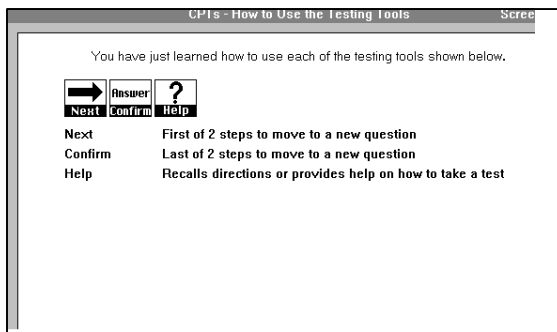 CPTs - How to Use the Testing Tools Scree
You have just learned how to use each of the testing tools shown below.
Answer ?
Next Confirm Help
Next First of 2 steps to move to a new question
Confirm Last of 2 steps to move to a new question
Help Recalls directions or provides help on how to take a test